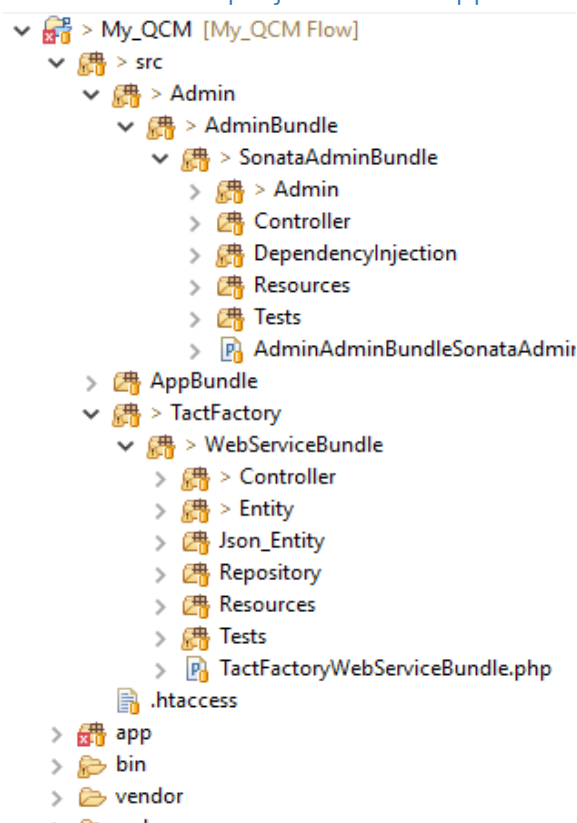 > My_QCM [My_QCM Flow]
> src
> Admin
> AdminBundle
> SonataAdminBundle
> Admin
Controller
DependencyInjection
Resources
Tests
AdminAdminBundleSonataAdmin
AppBundle
> TactFactory
> WebServiceBundle
> Controller
> Entity
Json_Entity
Repository
Resources
Tests
TactFactoryWebServiceBundle.php
.htaccess
app
bin
vendor